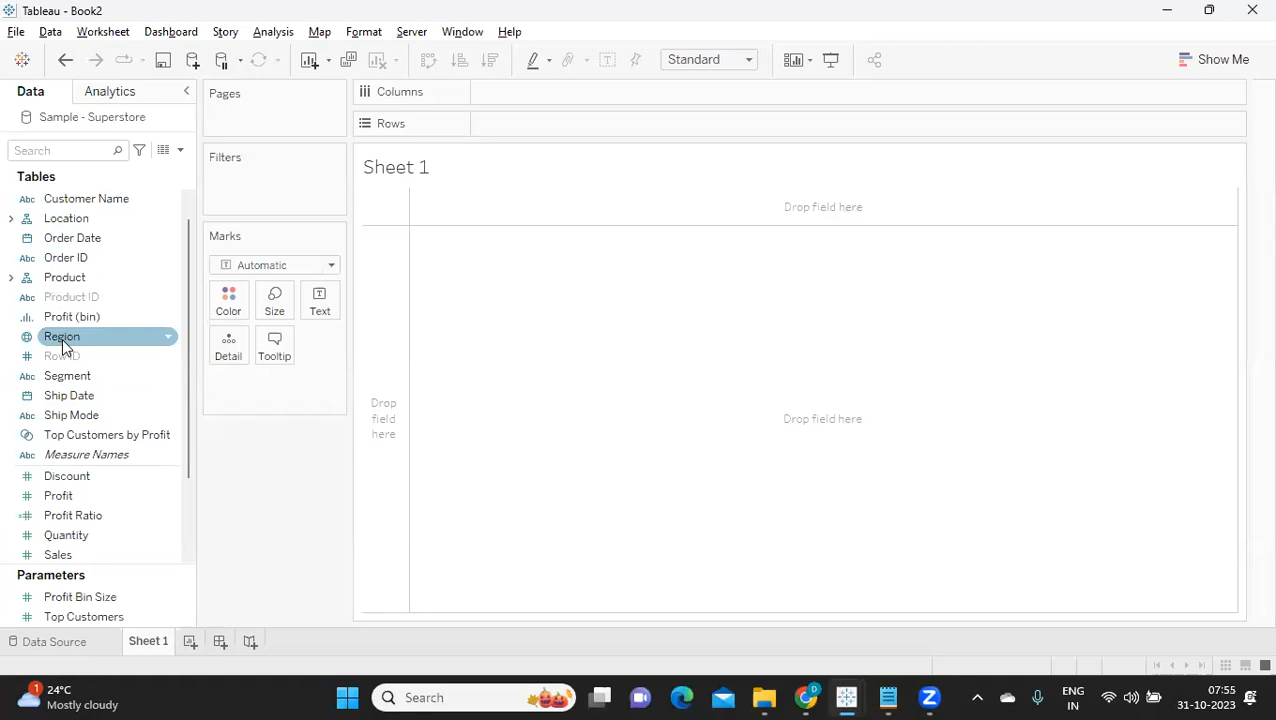 Tableau - Book2
File Data Worksheet Dashboard Story Analysis Map Format Server Window Help
Standard
Show Me
Data Analytics
Sample - Superstore
Search
Tables
Customer Name
Location
Order Date
Order ID
Product
Product ID
Profit (bin)
Region
Row ID
Segment
Ship Date
Ship Mode
Top Customers by Profit
Measure Names
Discount
Profit
Profit Ratio
Quantity
Sales
Parameters
Profit Bin Size
Top Customers
Pages
Filters
Marks
Automatic
Color Size Text
Detail Tooltip
Columns
Rows
Sheet 1
Drop field here
Drop
field
here
Drop field here
Data Source Sheet 1
1
24°C
Mostly cloudy
Search
D
ENG
IN
07:55
31-10-2023